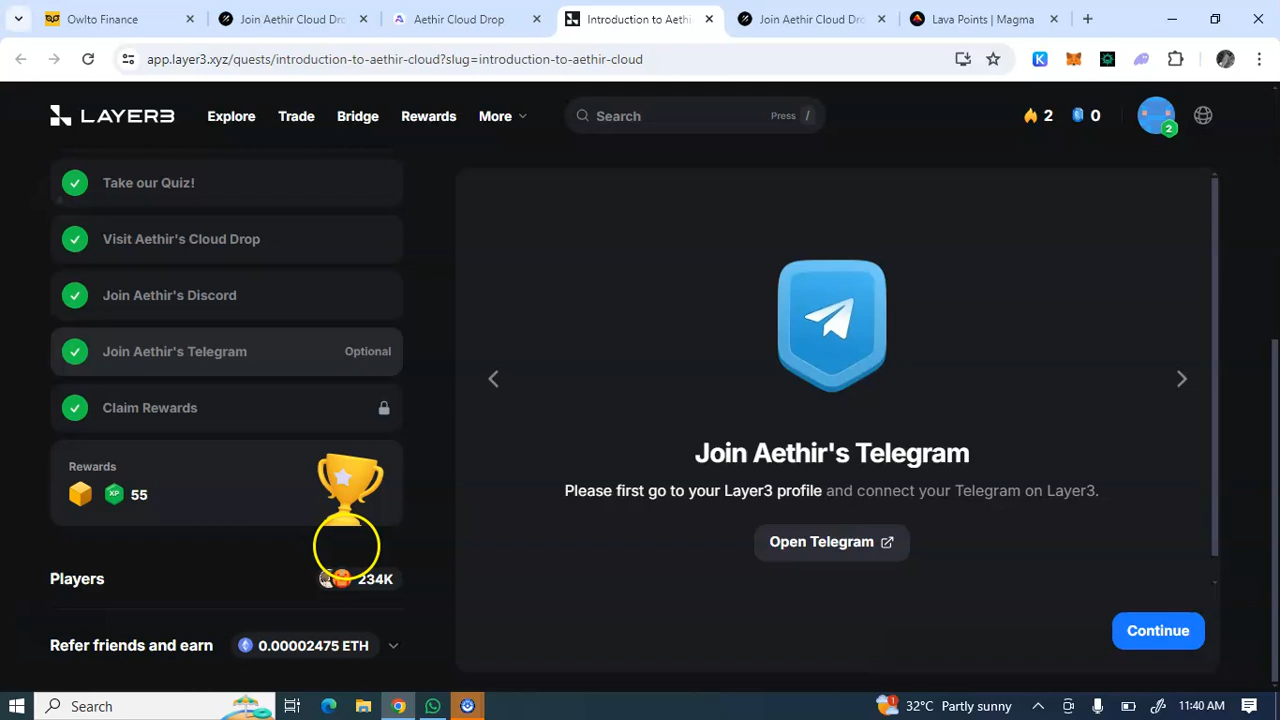 Owlto Finance
Join Aethir Cloud Dro
Aethir Cloud Drop
Introduction to Aethi
Join Aethir Cloud Dro
Lava Points | Magma
app.layer3.xyz/quests/introduction-to-aethir-cloud?slug=introduction-to-aethir-cloud
LAYER3
Explore
Trade
Bridge
Rewards
More
Search
Press /
2
0
2
Take our Quiz!
Visit Aethir's Cloud Drop
Join Aethir's Discord
Join Aethir's Telegram
Optional
Claim Rewards
Rewards
XP
55
Players
234K
Refer friends and earn
0.00002475 ETH
Join Aethir's Telegram
Please first go to your Layer3 profile and connect your Telegram on Layer3.
Open Telegram
Continue
Search
1
32°C Partly sunny
11:40 AM